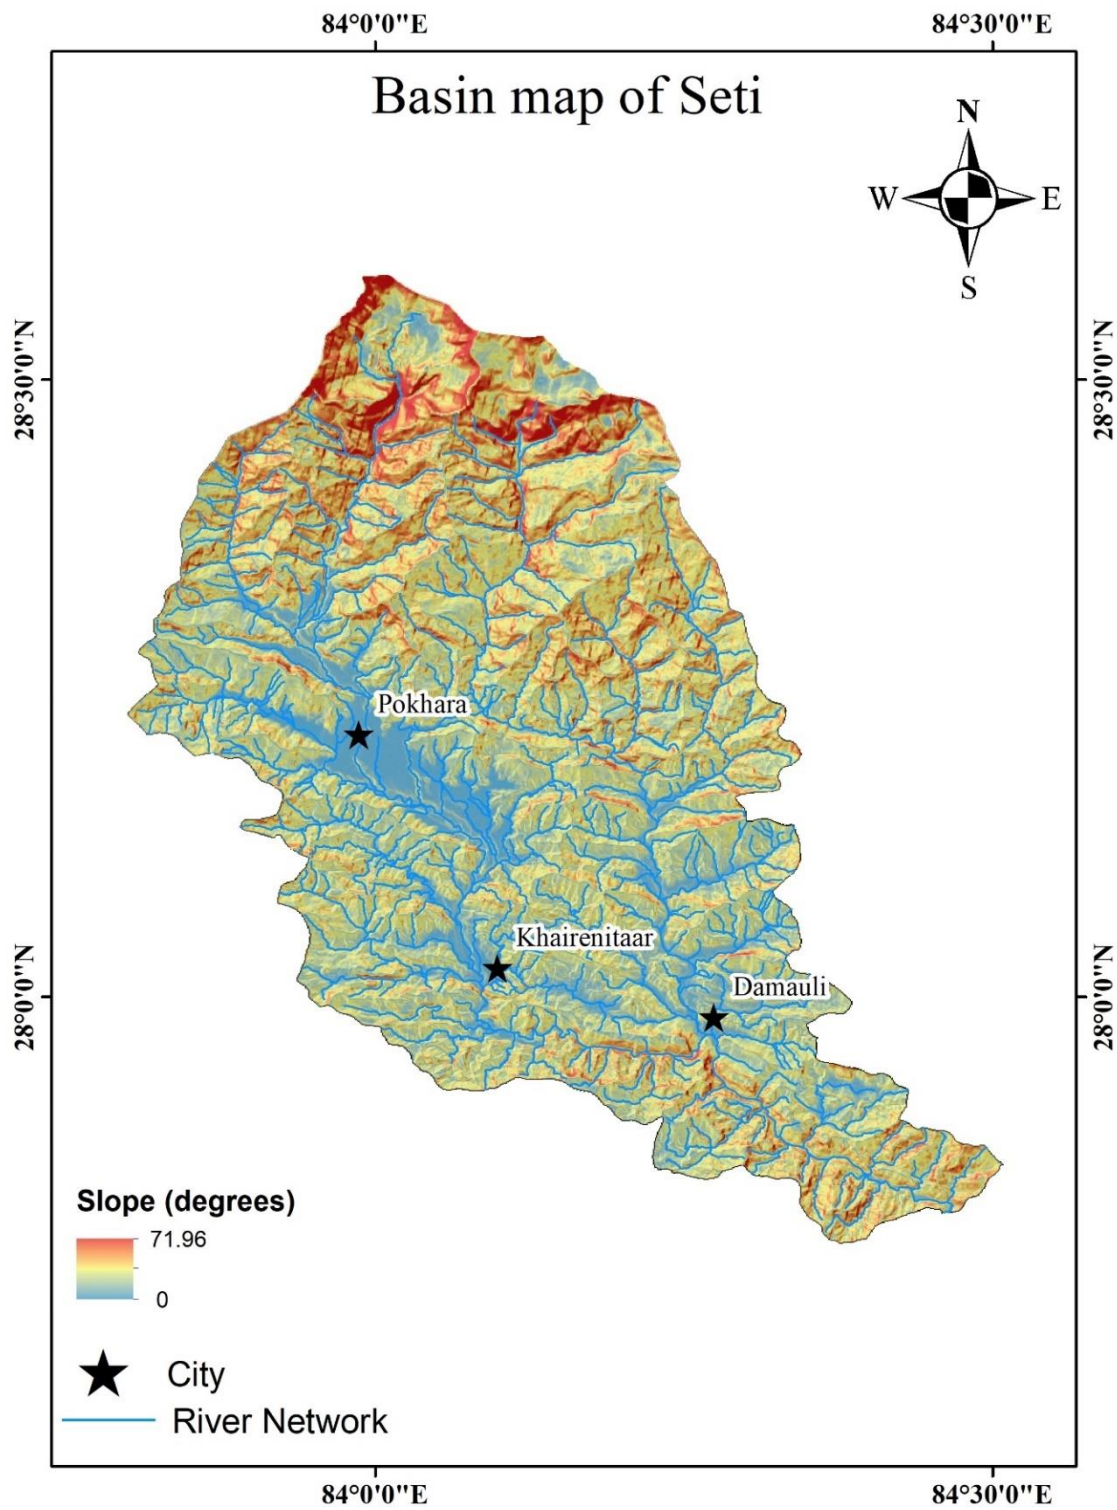 84°0'0"E
84°30'0"E
Basin map of Seti
N
W
E
S
28°30'0"N
28°30'0"N
Pokhara
Khairenitaar
Damauli
28°0'0"N
28°0'0"N
Slope (degrees)
71.96
0
City
River Network
84°0'0"E
84°30'0"E